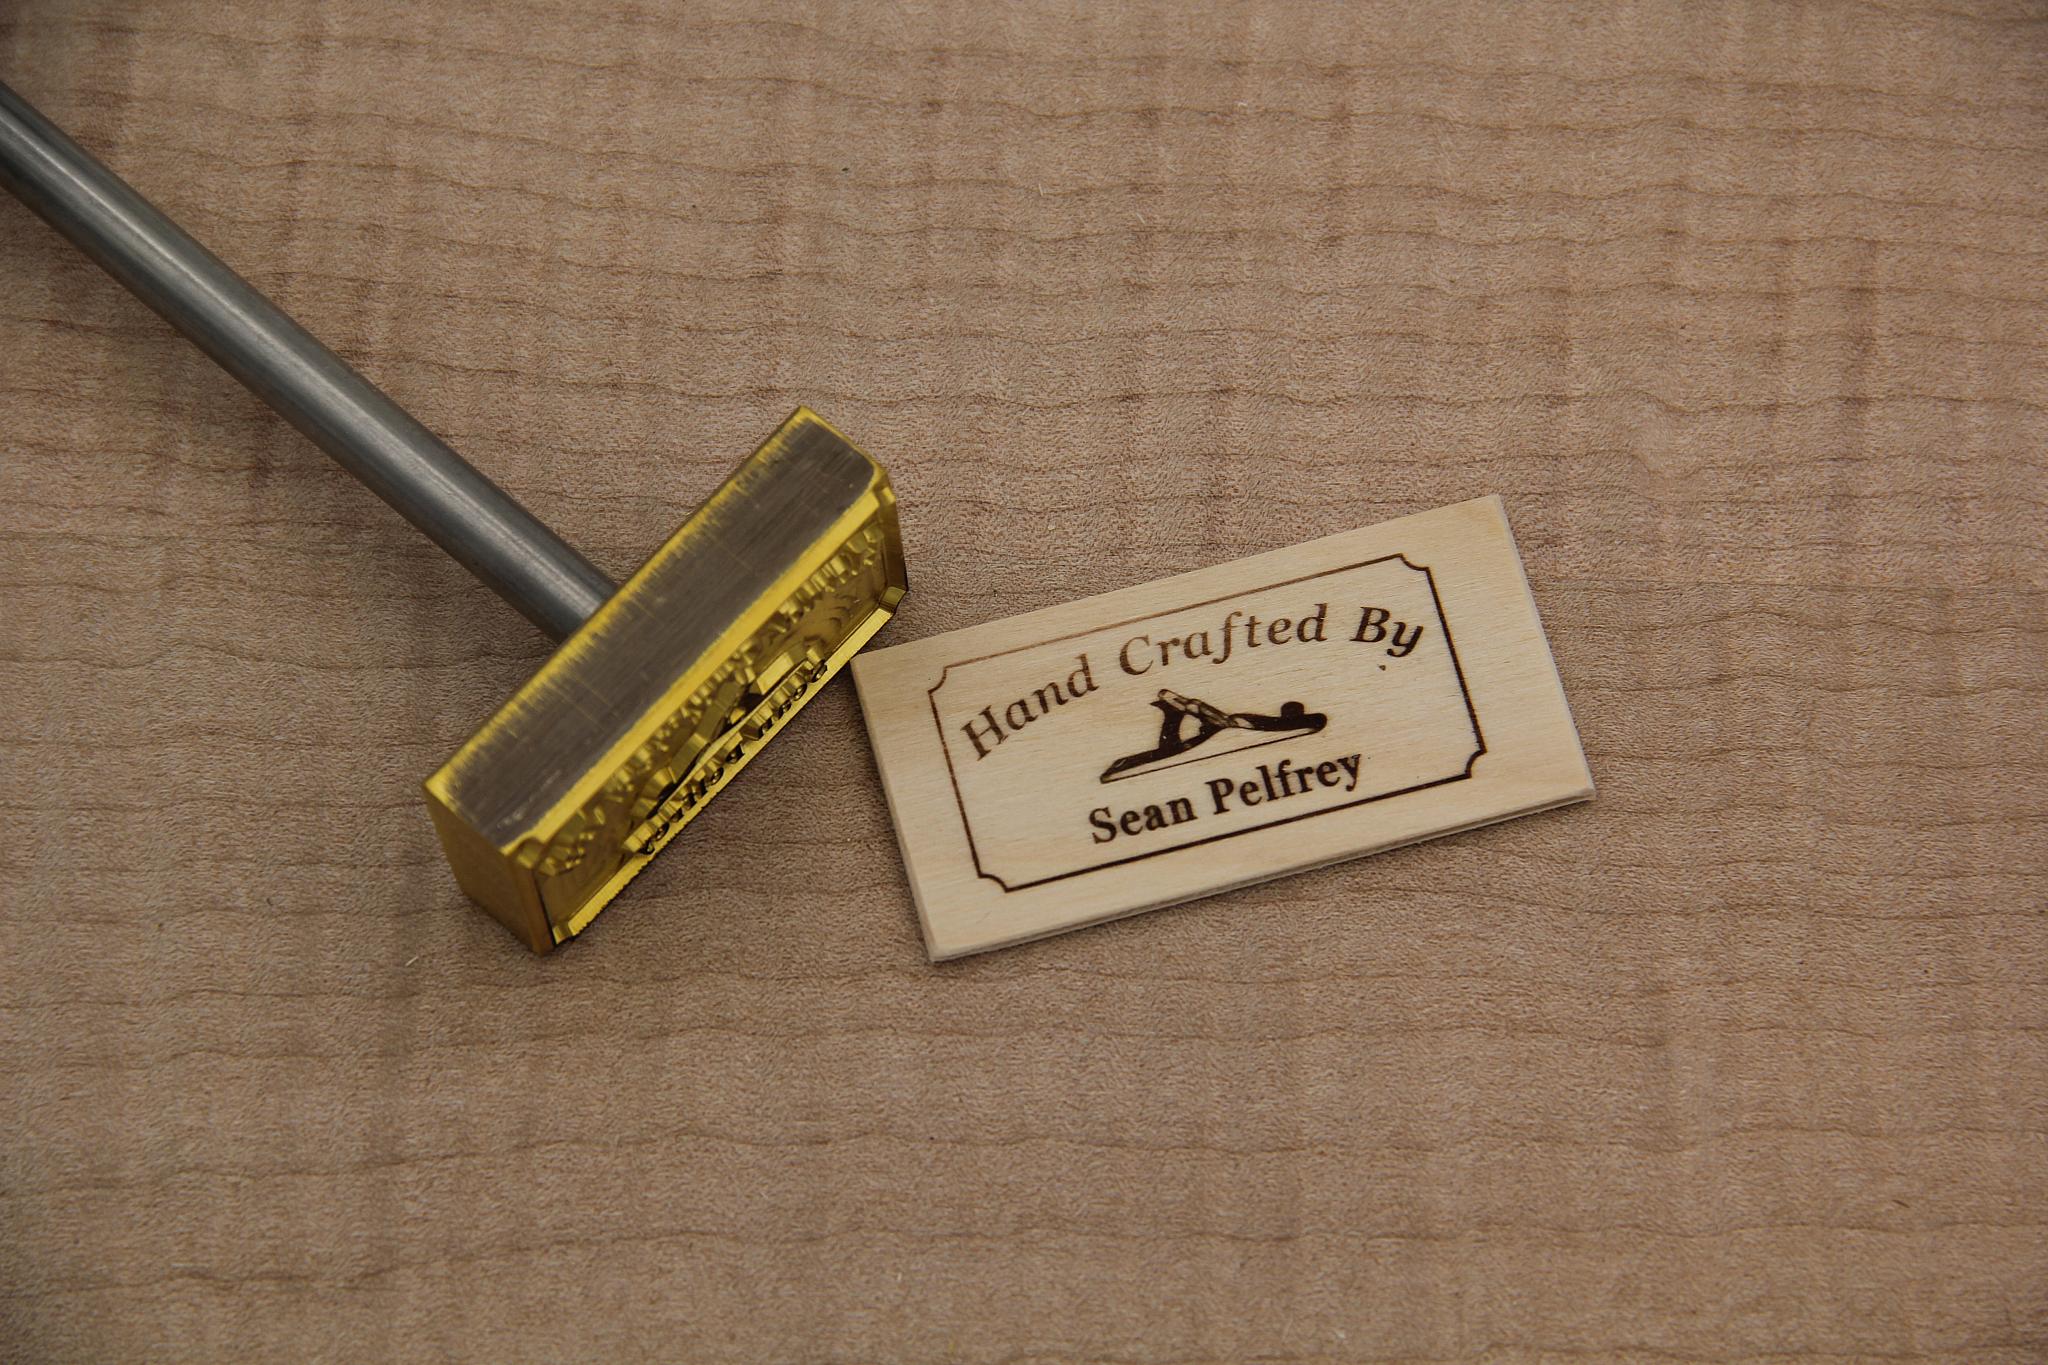 Hand Crafted By
Sean Pelfrey